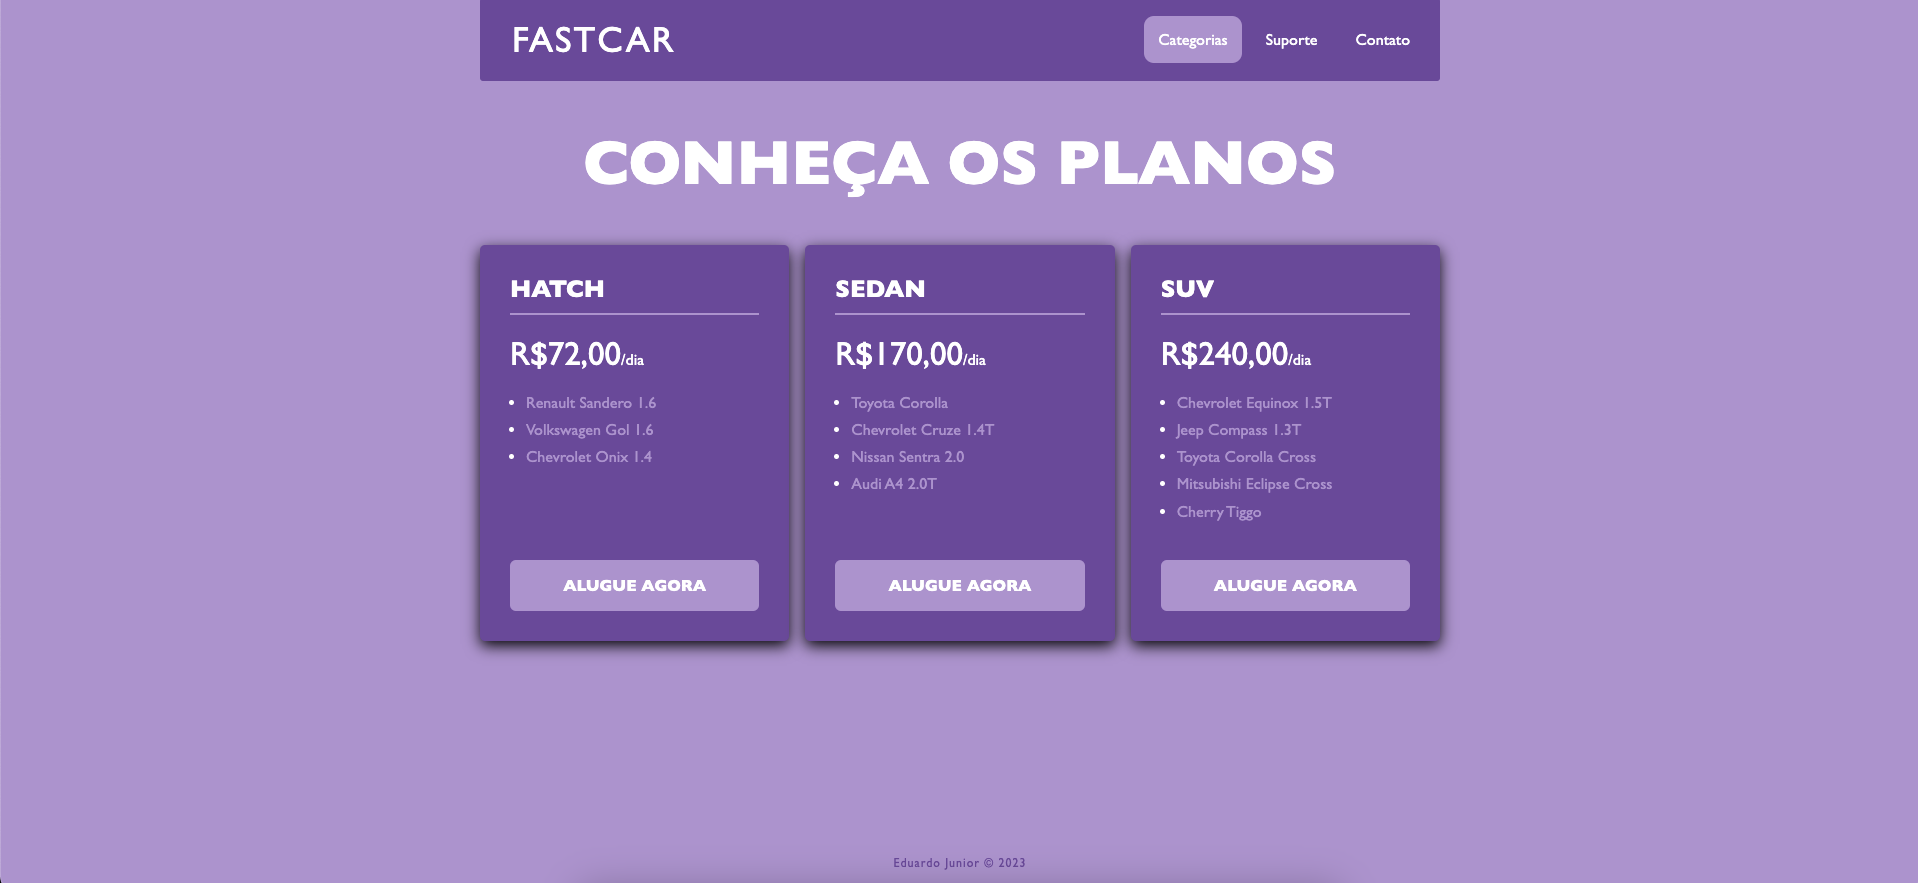 FASTCAR
Categorias
Suporte
Contato
CONHEÇA OS PLANOS
HATCH
R$72,00/dia
Renault Sandero 1.6
Volkswagen Gol 1.6
Chevrolet Onix 1.4
ALUGUE AGORA
SEDAN
R$170,00/dia
Toyota Corolla
Chevrolet Cruze 1.4T
Nissan Sentra 2.0
Audi A4 2.0T
ALUGUE AGORA
SUV
R$240,00/dia
Chevrolet Equinox 1.5T
Jeep Compass 1.3T
Toyota Corolla Cross
Mitsubishi Eclipse Cross
Cherry Tiggo
ALUGUE AGORA
Eduardo Junior © 2023